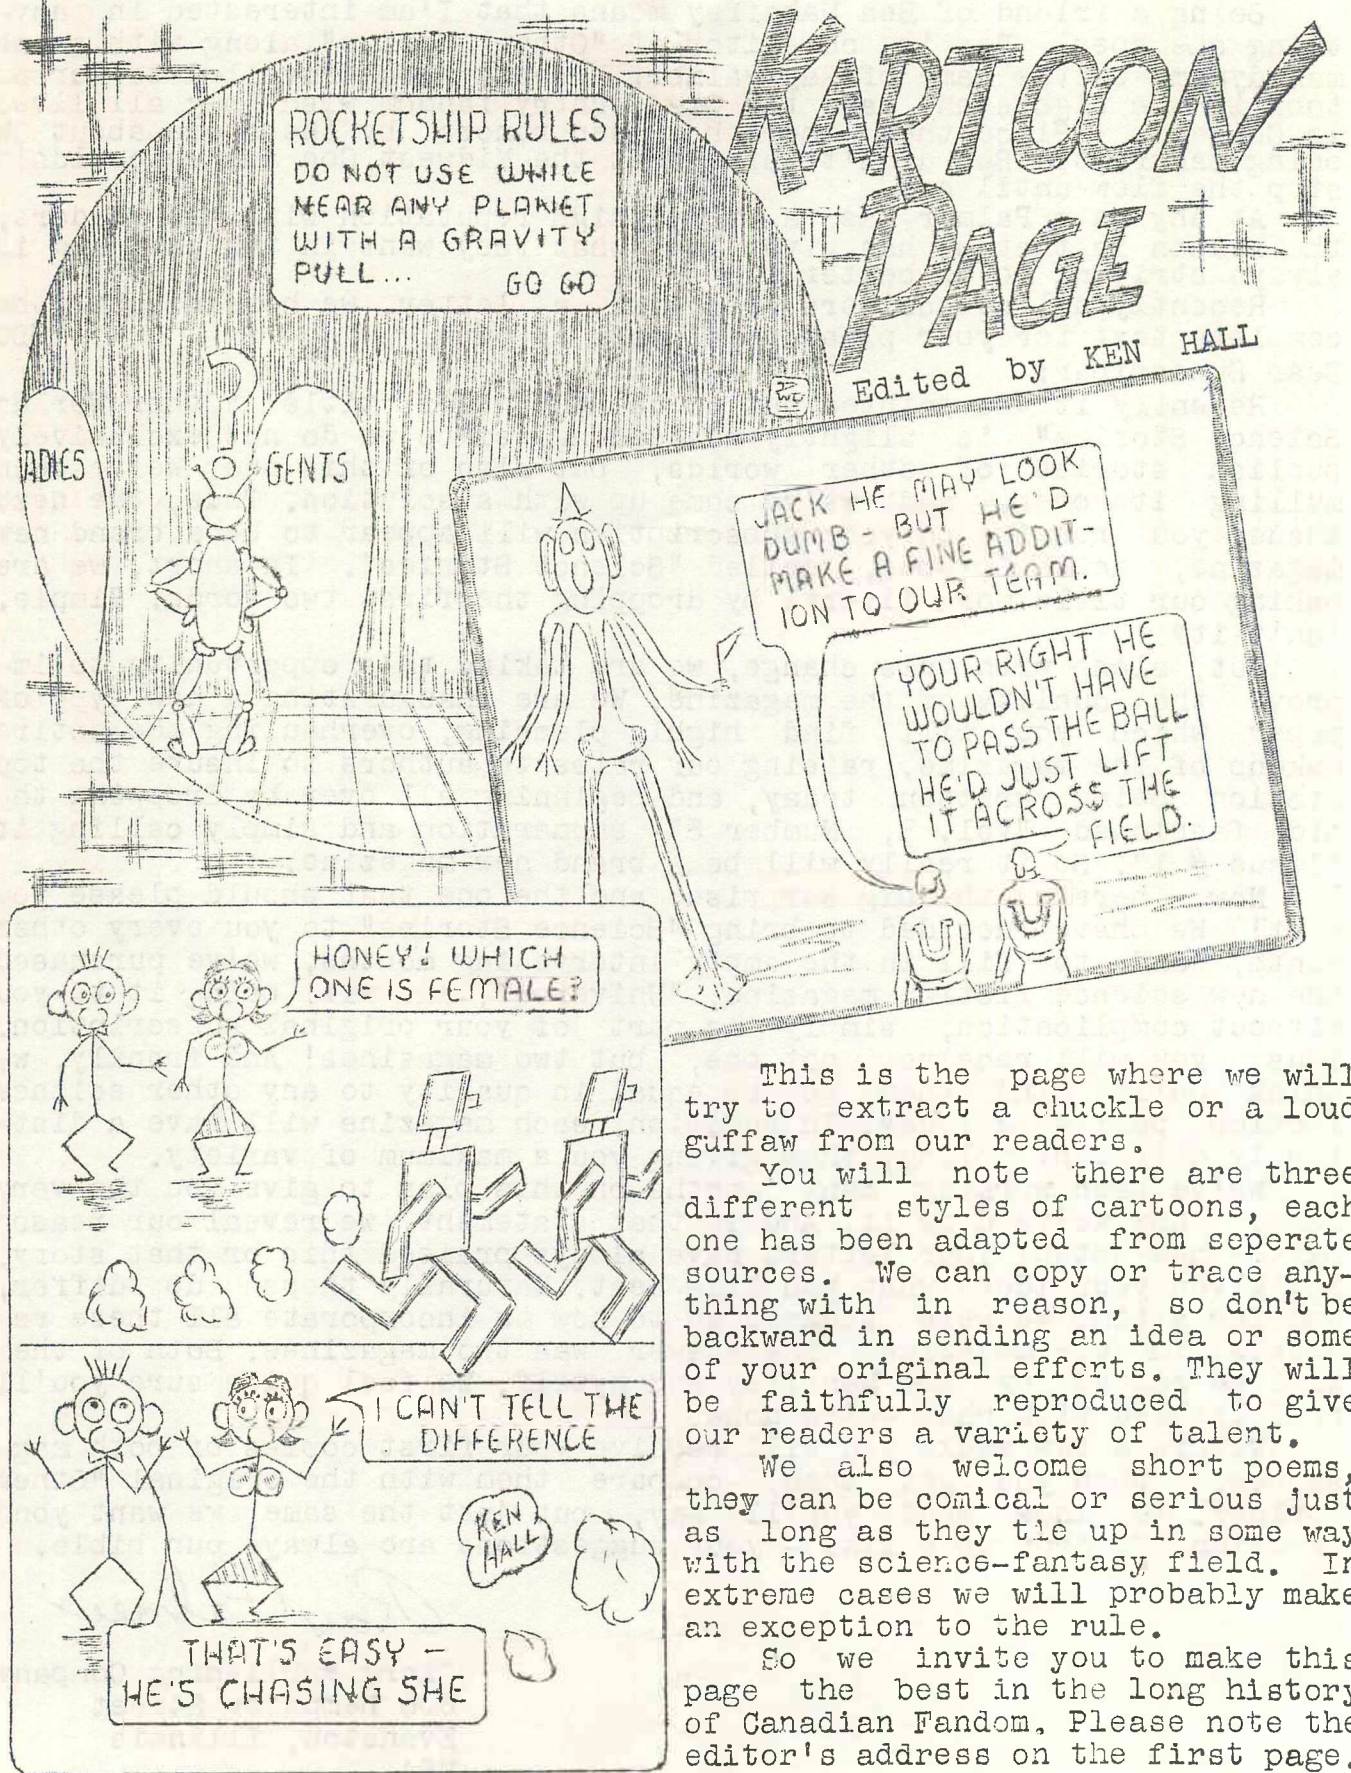 KARTOON
PAGE
Edited by KEN HALL
ROCKETSHIP RULES
DO NOT USE WHILE
NEAR ANY PLANET
WITH A GRAVITY
PULL...
GO GO
?
ADIES
GENTS
JACK HE MAY LOOK
DUMB - BUT HE'D
MAKE A FINE ADDIT-
ION TO OUR TEAM.
YOUR RIGHT HE
WOULDN'T HAVE
TO PASS THE BALL
HE'D JUST LIFT
IT ACROSS THE
FIELD.
U
U
HONEY! WHICH
ONE IS FEMALE?
I CAN'T TELL THE
DIFFERENCE
KEN
HALL
THAT'S EASY -
HE'S CHASING SHE
This is the page where we will
try to extract a chuckle or a loud
guffaw from our readers.
You will note there are three
different styles of cartoons, each
one has been adapted from seperate
sources. We can copy or trace any-
thing with in reason, so don't be
backward in sending an idea or some
of your original efforts. They will
be faithfully reproduced to give
our readers a variety of talent.
We also welcome short poems,
they can be comical or serious just
as long as they tie up in some way
with the science-fantasy field. In
extreme cases we will probably make
an exception to the rule.
So we invite you to make this
page the best in the long history
of Canadian Fandom. Please note the
editor's address on the first page.